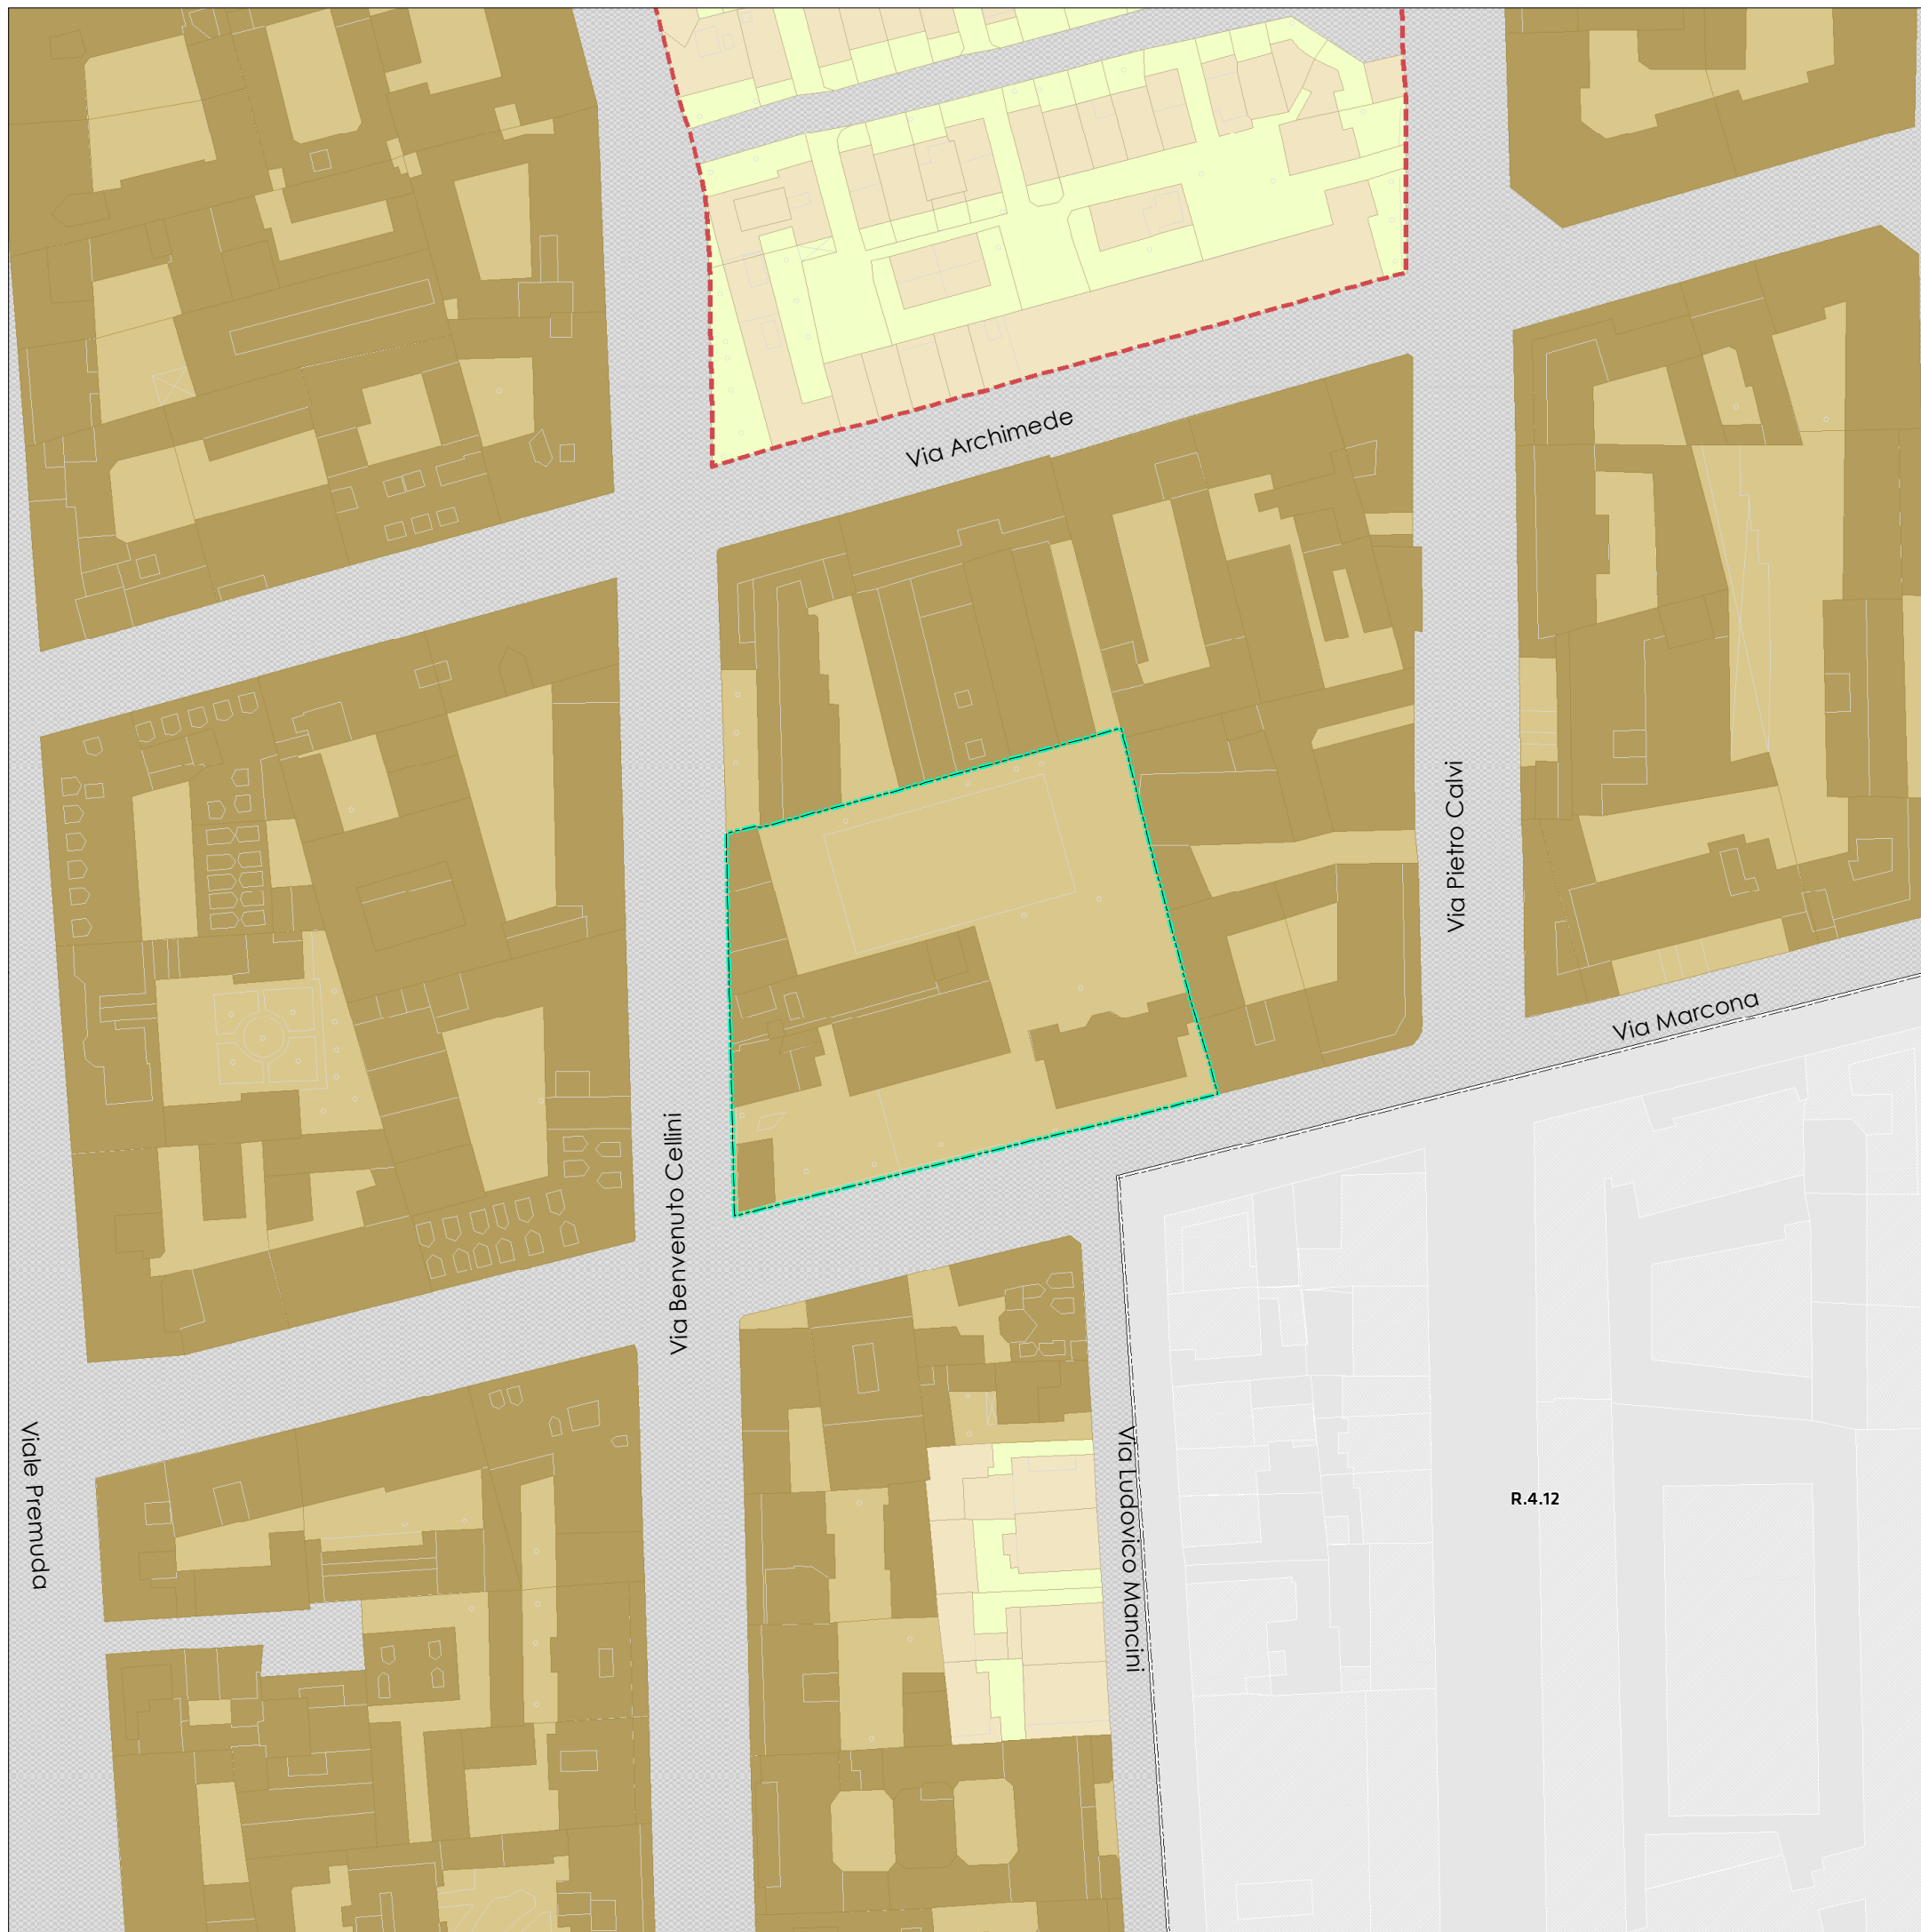 Via Archimede
Via Pietro Calvi
Via Marcona
Via Benvenuto Cellini
Viale Premuda
Via Ludovico Mancini
R.4.12